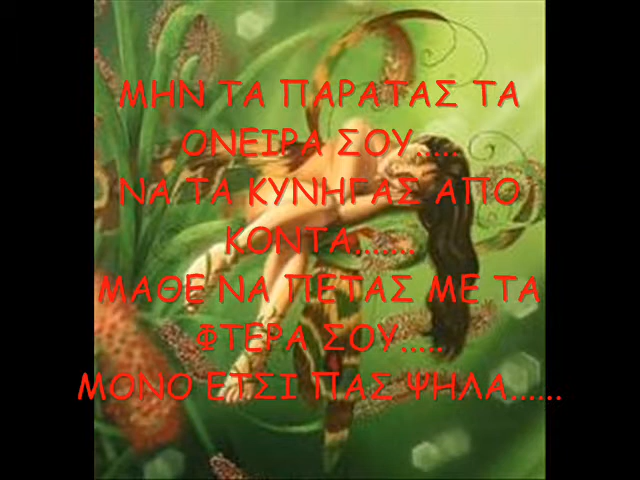 ΜΗΝ ΤΑ ΠΑΡΑΤΑΣ ΤΑ
ΟΝΕΙΡΑ ΣΟΥ.....
ΝΑ ΤΑ ΚΥΝΗΓΑΣ ΑΠΟ
ΚΟΝΤΑ.......
ΜΑΘΕ ΝΑ ΠΕΤΑΣ ΜΕ ΤΑ
ΦΤΕΡΑ ΣΟΥ.....
ΜΟΝΟ ΕΤΣΙ ΠΑΣ ΨΗΛΑ......